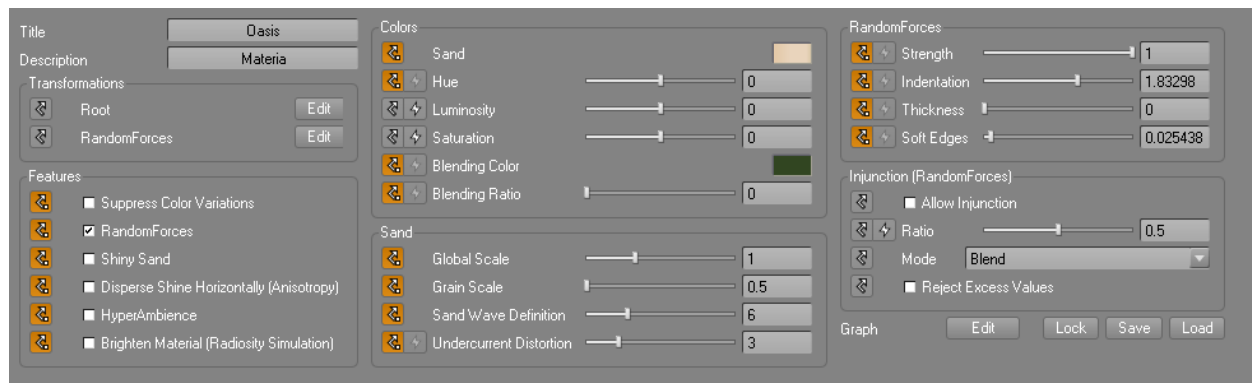 Title Oasis
Description Materia
Transformations
Root Edit
RandomForces Edit
Features
Suppress Color Variations
RandomForces
Shiny Sand
Disperse Shine Horizontally (Anisotropy)
HyperAmbience
Brighten Material (Radiosity Simulation)
Colors
Sand
Hue 0
Luminosity 0
Saturation 0
Blending Color
Blending Ratio 0
Sand
Global Scale 1
Grain Scale 0.5
Sand Wave Definition 6
Undercurrent Distortion 3
RandomForces
Strength 1
Indentation 1.83298
Thickness 0
Soft Edges 0.025438
Injunction (RandomForces)
Allow Injunction
Ratio 0.5
Mode Blend
Reject Excess Values
Graph Edit Lock Save Load